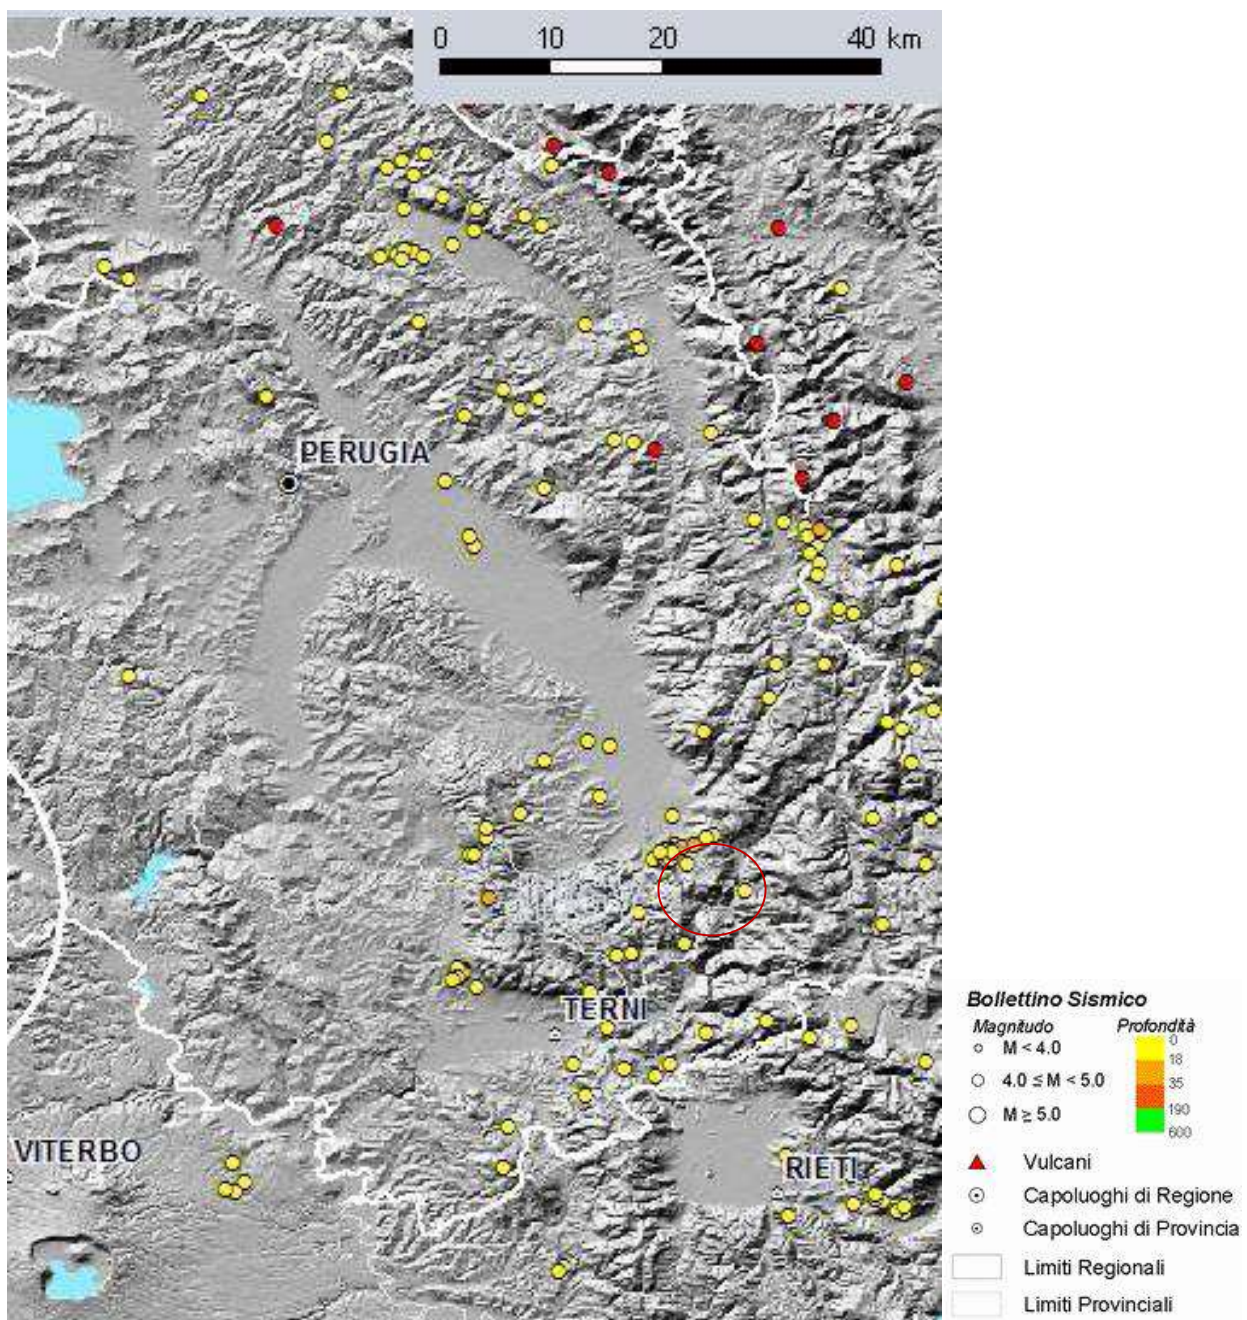 0 10 20 40 km
PERUGIA
TERNI
VITERBO
RIETI
Bollettino Sismico
Magnitudo Profondità
M < 4.0
4.0 ≤ M < 5.0
M ≥ 5.0
0
18
35
190
600
Vulcani
Capoluoghi di Regione
Capoluoghi di Provincia
Limiti Regionali
Limiti Provinciali